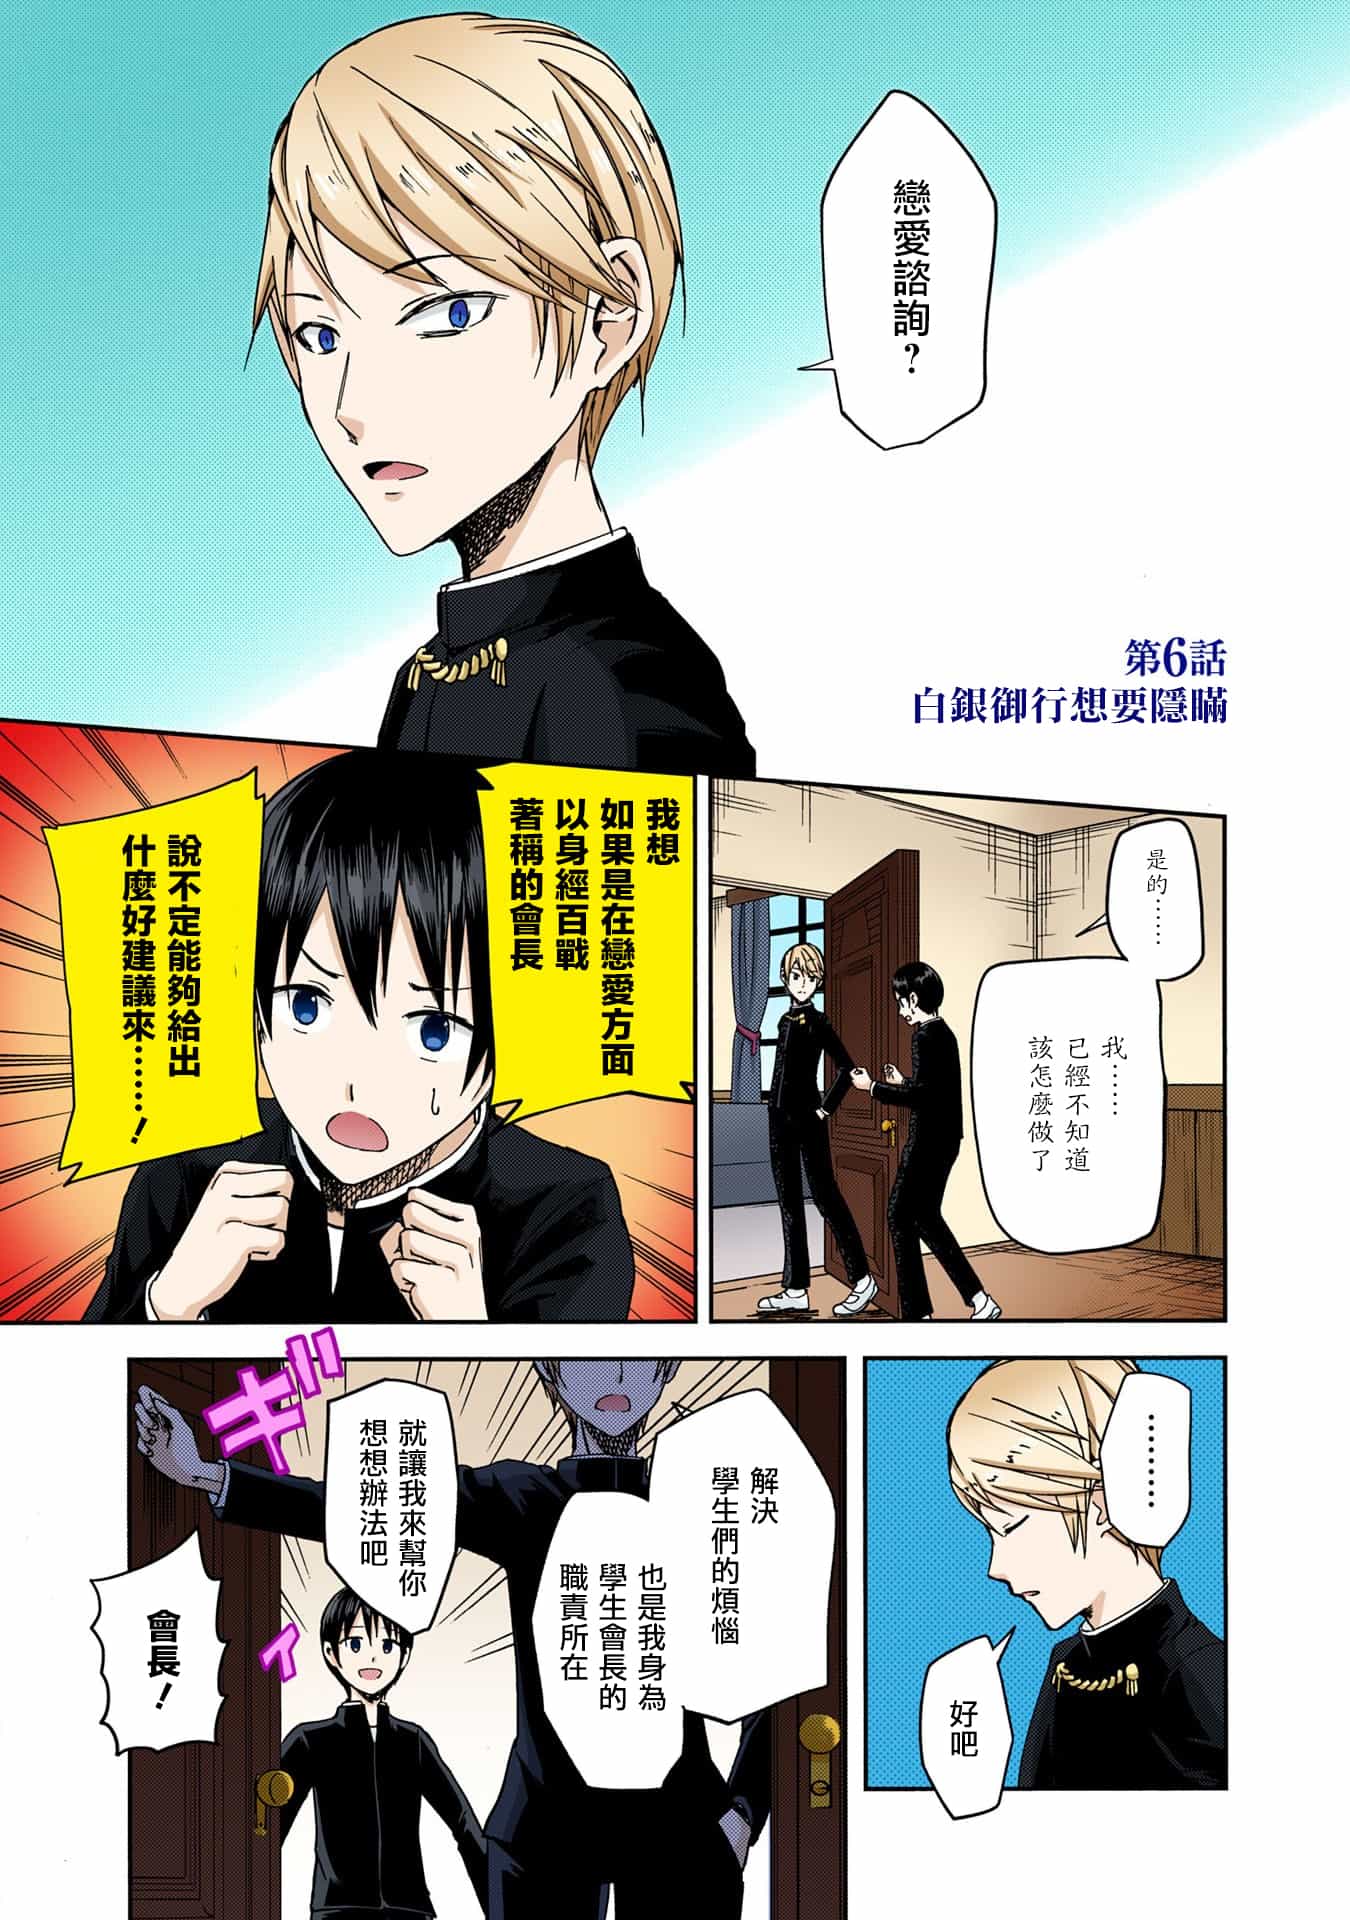 戀愛諮詢?
第6話
白銀御行想要隱瞞
是的……
我……
已經不知道
該怎麼做了
我想
如果是在戀愛方面
以身經百戰
著稱的會長
說不定能夠給出
什麼好建議來……!
………
好吧
解決
學生們的煩惱
也是我身為
學生會長的
職責所在
就讓我來幫你
想想辦法吧
ギィ
會長!